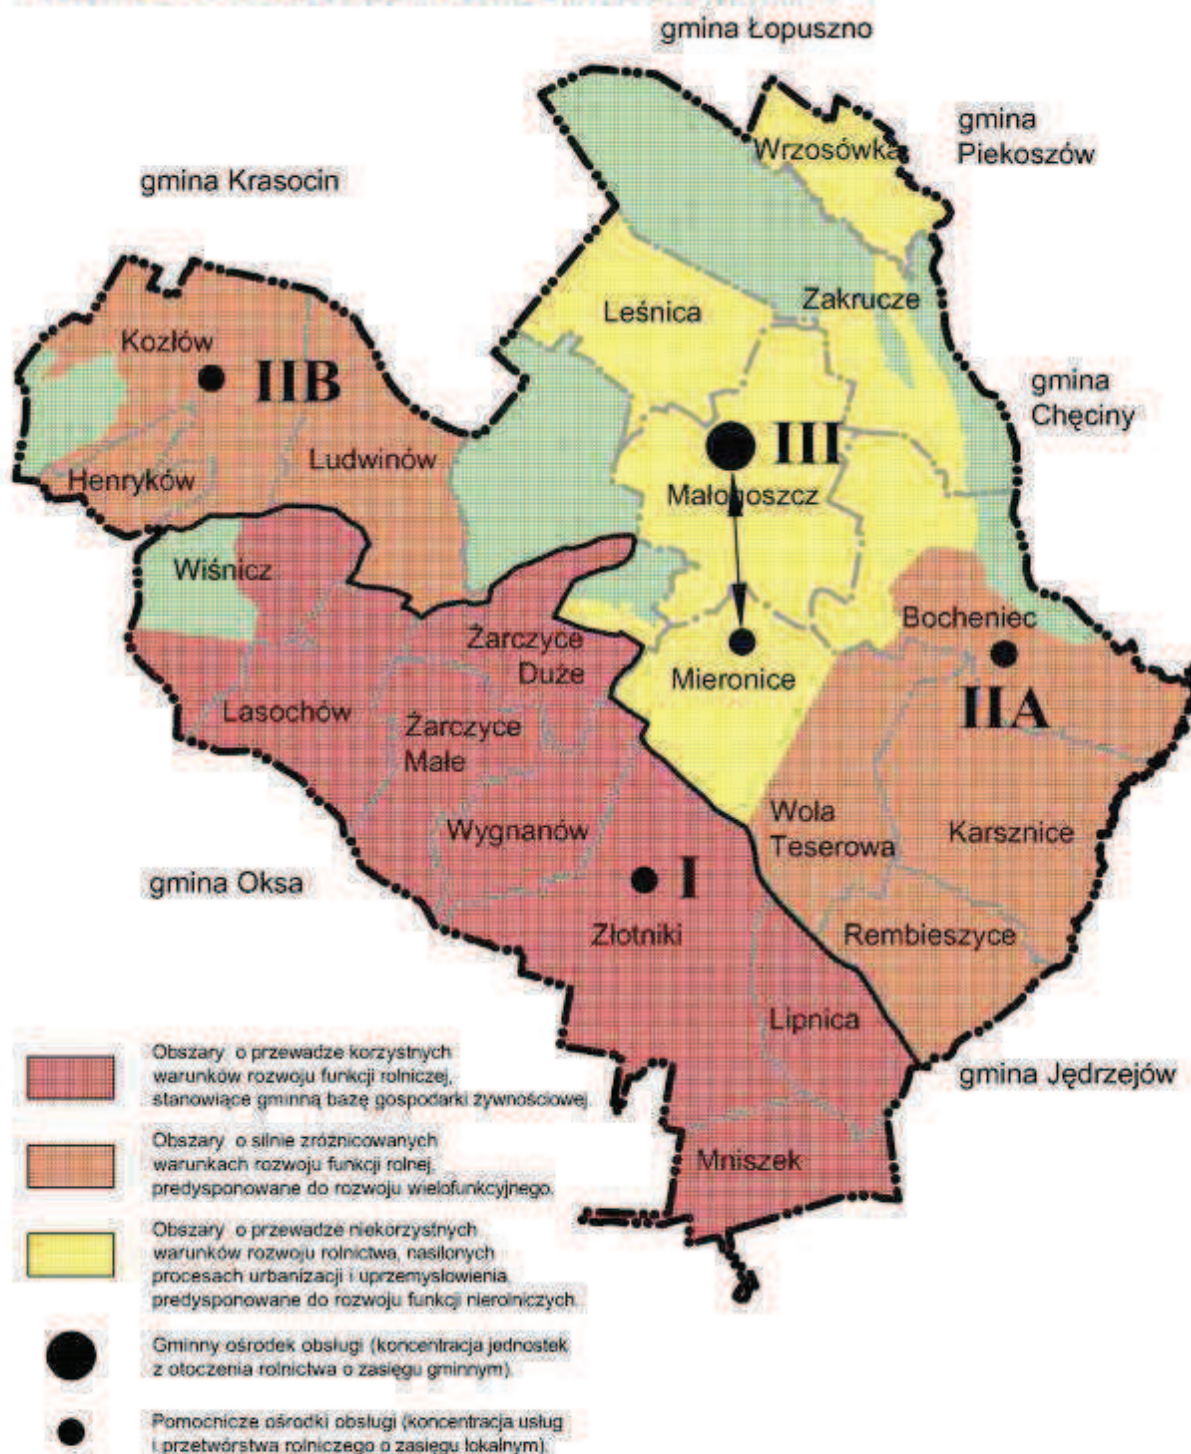 gmina Łopuszno
gmina
Piekoszów
Wrzosówka
gmina Krasocin
Leśnica
Zakrucze
Kozłów
IIB
gmina
Chęciny
III
Ludwinów
Henryków
Małogoszcz
Wiśnicz
Bocheniec
Żarczyce
Duże
Mieronice
IIA
Lasochów
Żarczyce
Małe
Wola
Teserowa
Wygnanów
Karsznice
gmina Oksa
I
Złotniki
Rembieszyce
Lipnica
gmina Jędrzejów
Mniszek
Obszary o przewadze korzystnych
warunków rozwoju funkcji rolniczej,
stanowiące gminną bazę gospodarki żywnościowej.
Obszary o silnie zróżnicowanych
warunkach rozwoju funkcji rolnej,
predysponowane do rozwoju wielofunkcyjnego.
Obszary o przewadze niekorzystnych
warunków rozwoju rolnictwa, nasilonych
procesach urbanizacji i uprzemysłowienia,
predysponowane do rozwoju funkcji nierolniczych.
Gminny ośrodek obsługi (koncentracja jednostek
z otoczenia rolnictwa o zasięgu gminnym).
Pomocnicze ośrodki obsługi (koncentracja usług
i przetwórstwa rolniczego o zasięgu lokalnym).